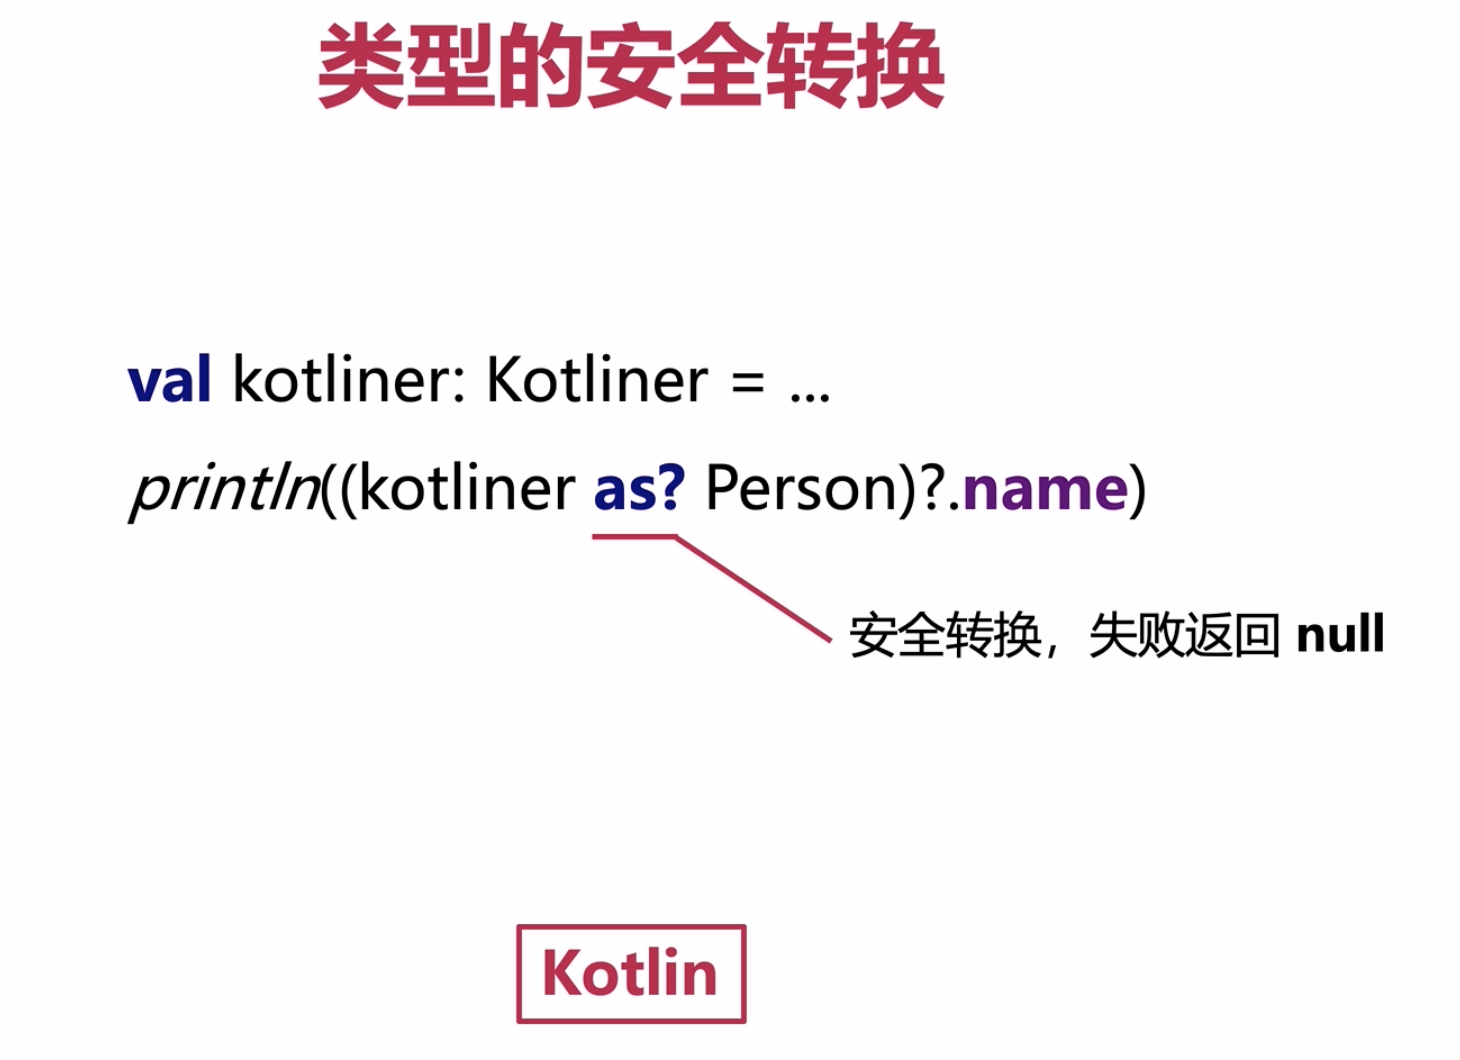 类型的安全转换
val kotliner: Kotliner = ...
println((kotliner as? Person)?.name)
安全转换，失败返回 null
Kotlin